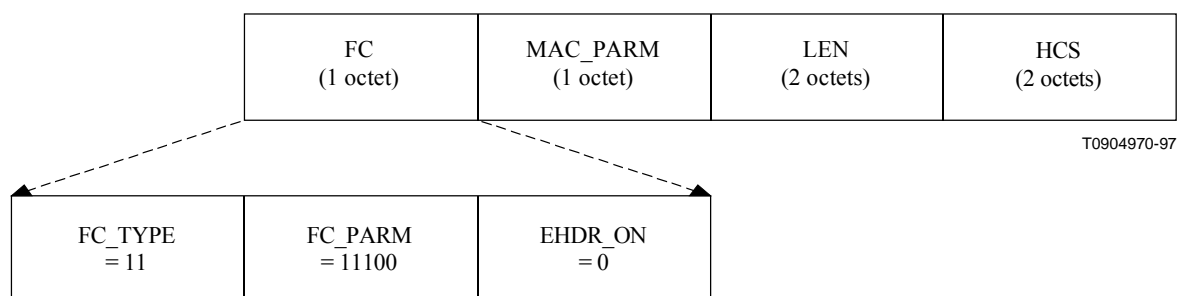 FC
(1 octet)
MAC_PARM
(1 octet)
LEN
(2 octets)
HCS
(2 octets)
T0904970-97
FC_TYPE
= 11
FC_PARM
= 11100
EHDR_ON
= 0